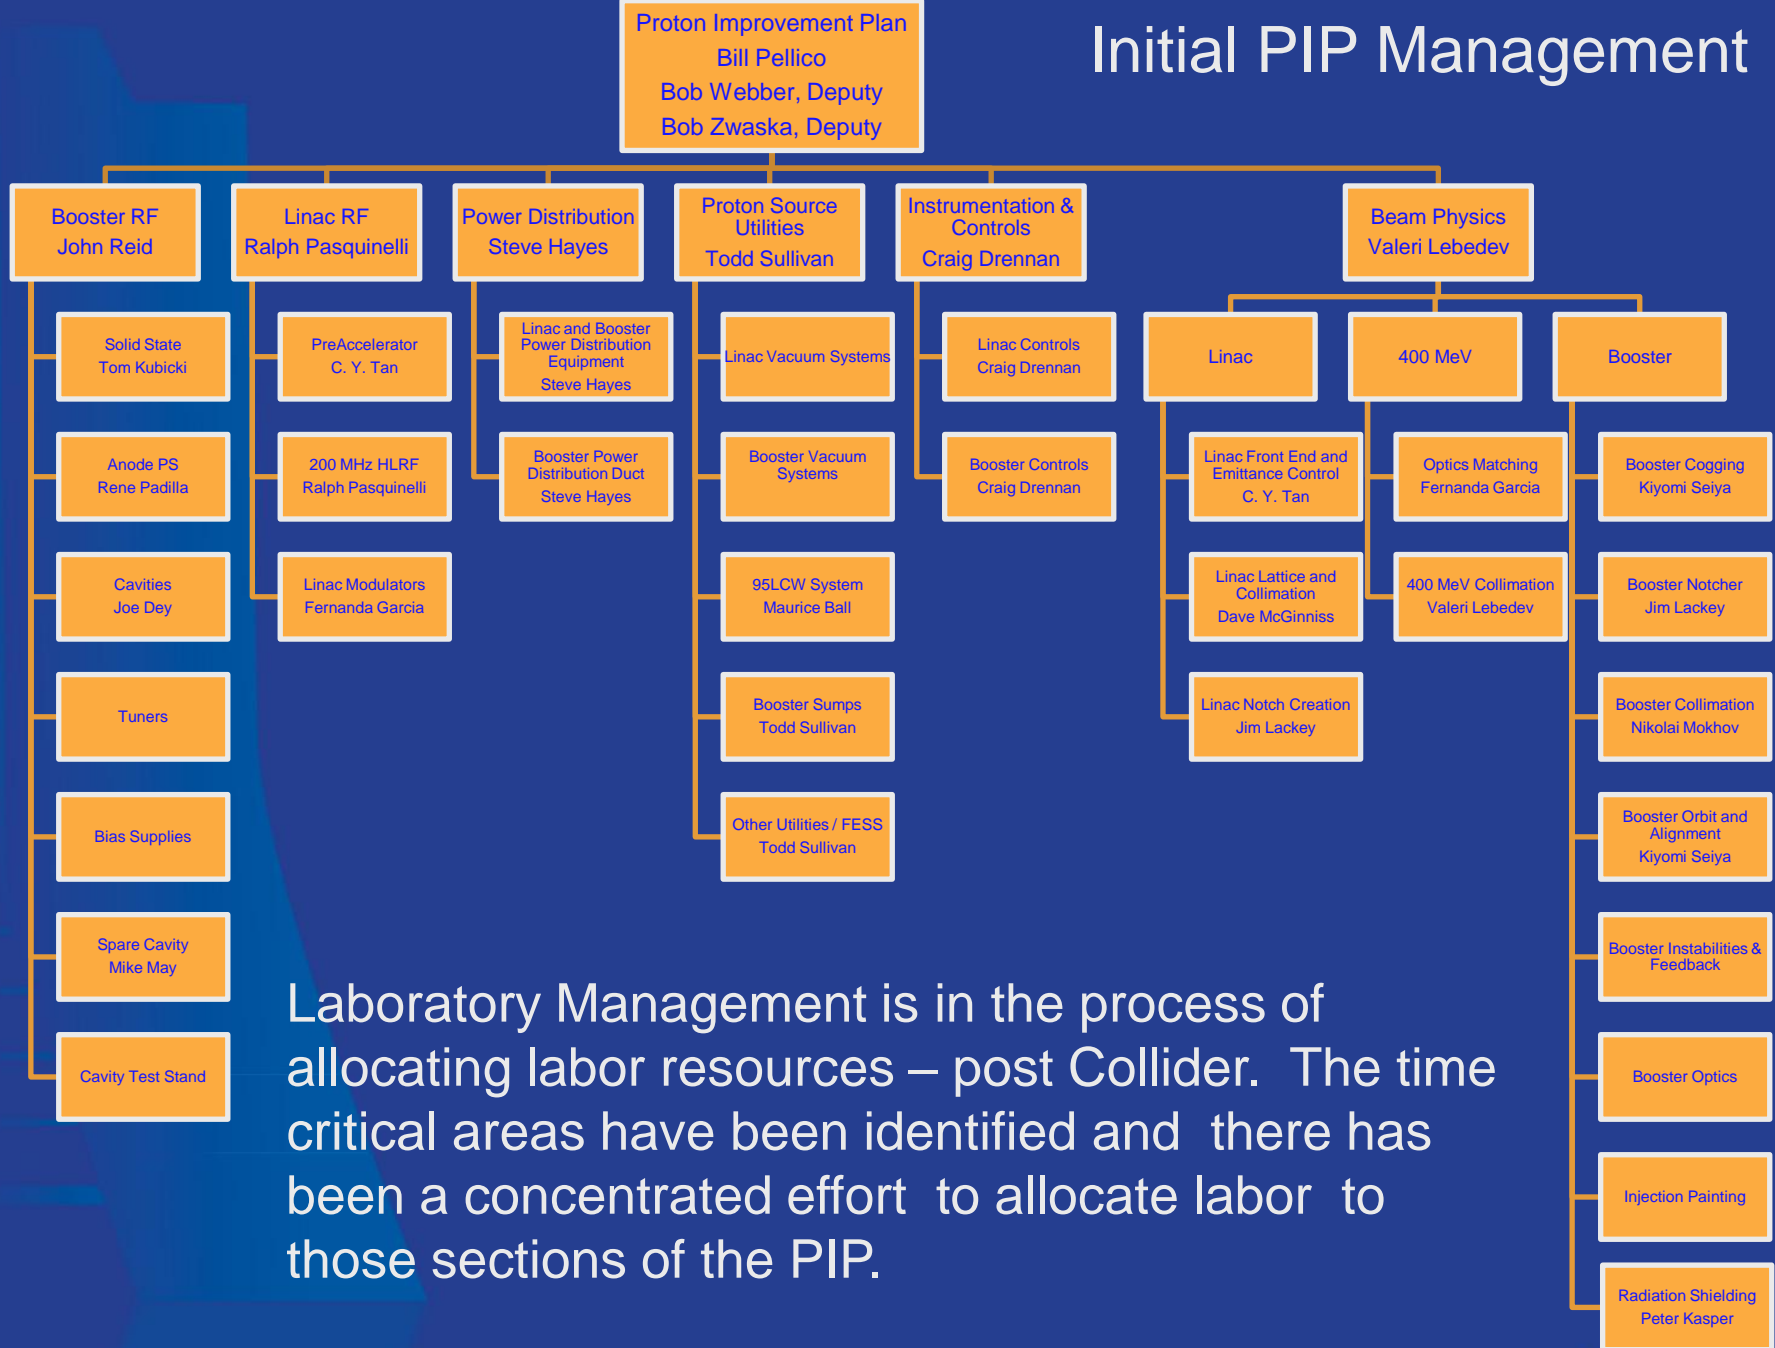 Initial PIP Management
Proton Improvement Plan
Bill Pellico
Bob Webber, Deputy
Bob Zwaska, Deputy
Booster RF
John Reid
Solid State
Tom Kubicki
Anode PS
Rene Padilla
Cavities
Joe Dey
Tuners
Bias Supplies
Spare Cavity
Mike May
Cavity Test Stand
Linac RF
Ralph Pasquinelli
PreAccelerator
C. Y. Tan
200 MHz HLRF
Ralph Pasquinelli
Linac Modulators
Fernanda Garcia
Power Distribution
Steve Hayes
Linac and Booster
Power Distribution
Equipment
Steve Hayes
Booster Power
Distribution Duct
Steve Hayes
Proton Source
Utilities
Todd Sullivan
Linac Vacuum Systems
Booster Vacuum
Systems
95LCW System
Maurice Ball
Booster Sumps
Todd Sullivan
Other Utilities / FESS
Todd Sullivan
Instrumentation &
Controls
Craig Drennan
Linac Controls
Craig Drennan
Booster Controls
Craig Drennan
Beam Physics
Valeri Lebedev
Linac
Linac Front End and
Emittance Control
C. Y. Tan
Linac Lattice and
Collimation
Dave McGinniss
Linac Notch Creation
Jim Lackey
400 MeV
Optics Matching
Fernanda Garcia
400 MeV Collimation
Valeri Lebedev
Booster
Booster Cogging
Kiyomi Seiya
Booster Notcher
Jim Lackey
Booster Collimation
Nikolai Mokhov
Booster Orbit and
Alignment
Kiyomi Seiya
Booster Instabilities &
Feedback
Booster Optics
Injection Painting
Radiation Shielding
Peter Kasper
Laboratory Management is in the process of
allocating labor resources – post Collider.  The time
critical areas have been identified and  there has
been a concentrated effort  to allocate labor  to
those sections of the PIP.